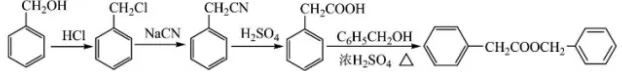 CH₂OH CH₂Cl CH₂CN CH₂COOH
HCl NaCN H₂SO₄ C₆H₅CH₂OH CH₂COOCH₂
浓H₂SO₄ △